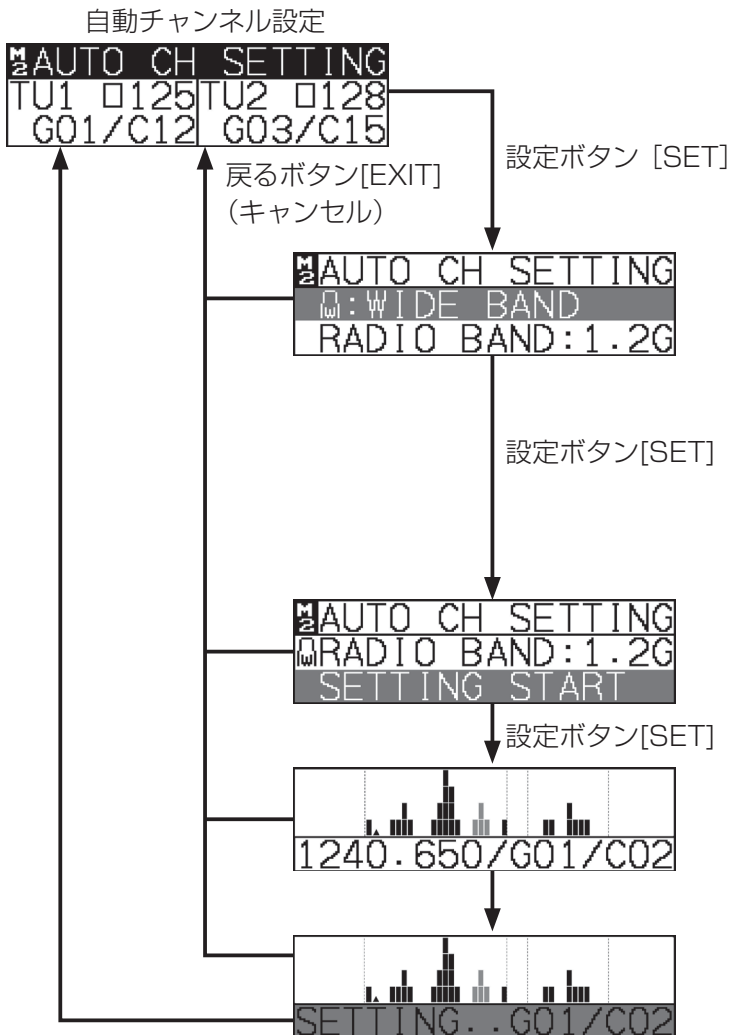 自動チャンネル設定
M2AUTO CH SETTING
TU1 □125 TU2 □128
G01/C12 G03/C15
設定ボタン [SET]
戻るボタン[EXIT]
(キャンセル)
M2AUTO CH SETTING
:WIDE BAND
RADIO BAND:1.2G
設定ボタン[SET]
M2AUTO CH SETTING
RADIO BAND:1.2G
SETTING START
設定ボタン[SET]
1240.650/G01/C02
SETTING..G01/C02